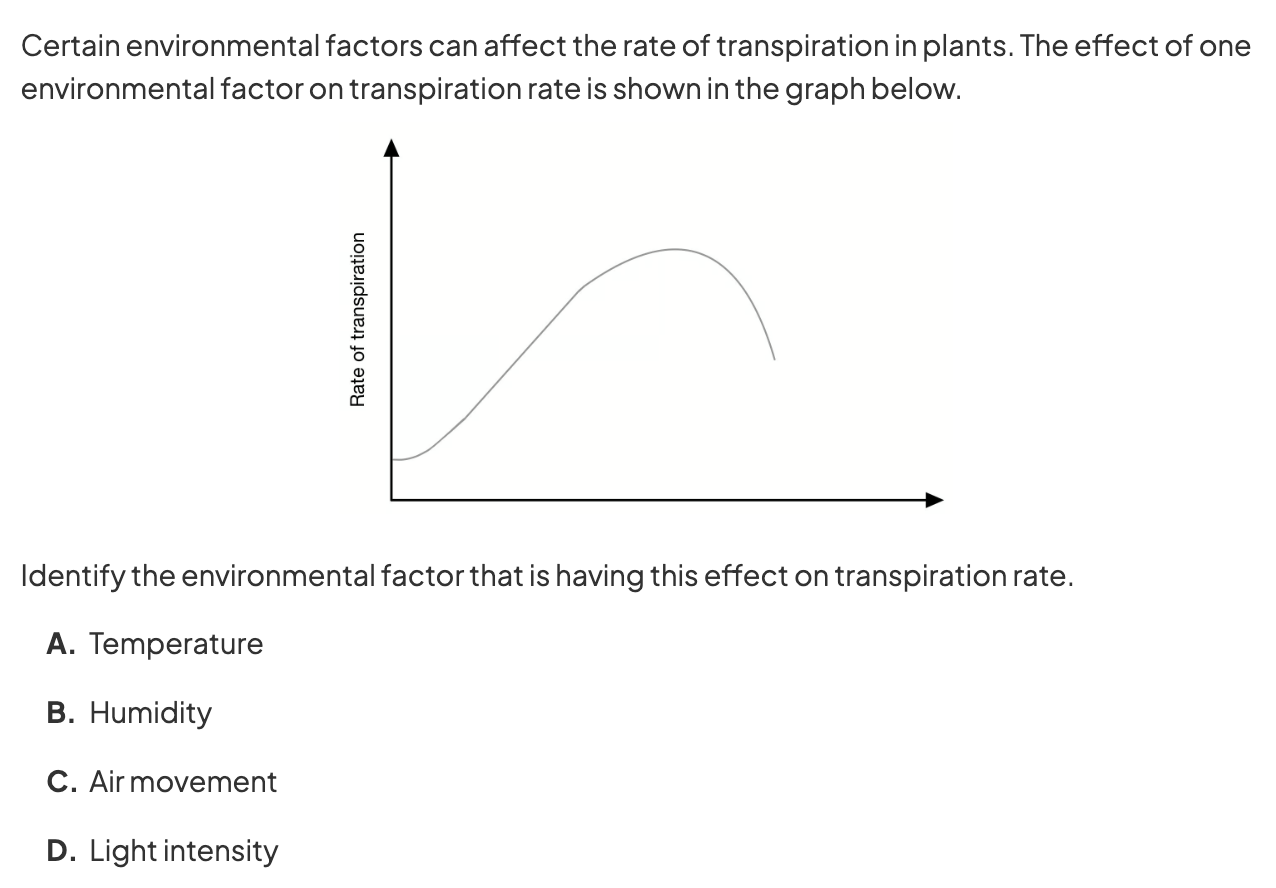 Certain environmental factors can affect the rate of transpiration in plants. The effect of one
environmental factor on transpiration rate is shown in the graph below.
Rate of transpiration
Identify the environmental factor that is having this effect on transpiration rate.
A. Temperature
B. Humidity
C. Air movement
D. Light intensity